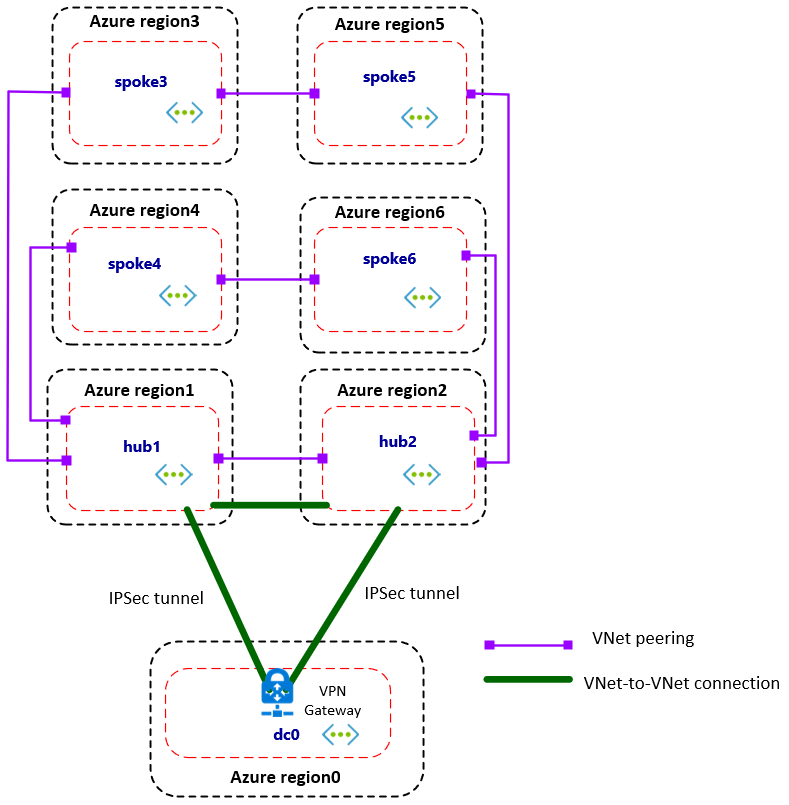 Azure region3
Azure region5
spoke3
spoke5
Azure region4
Azure region6
spoke4
spoke6
Azure region1
Azure region2
hub1
hub2
IPSec tunnel
IPSec tunnel
VNet peering
VNet-to-VNet connection
VPN
Gateway
dc0
Azure region0